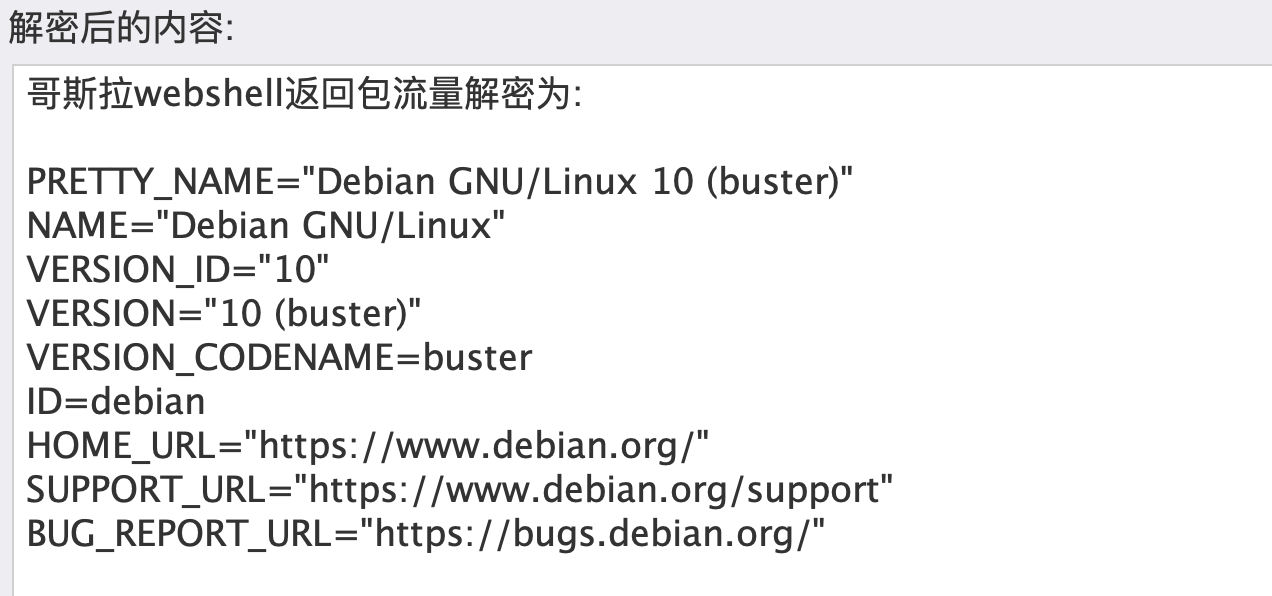 解密后的内容:
哥斯拉webshell返回包流量解密为:
PRETTY_NAME="Debian GNU/Linux 10 (buster)"
NAME="Debian GNU/Linux"
VERSION_ID="10"
VERSION="10 (buster)"
VERSION_CODENAME=buster
ID=debian
HOME_URL="https://www.debian.org/"
SUPPORT_URL="https://www.debian.org/support"
BUG_REPORT_URL="https://bugs.debian.org/"